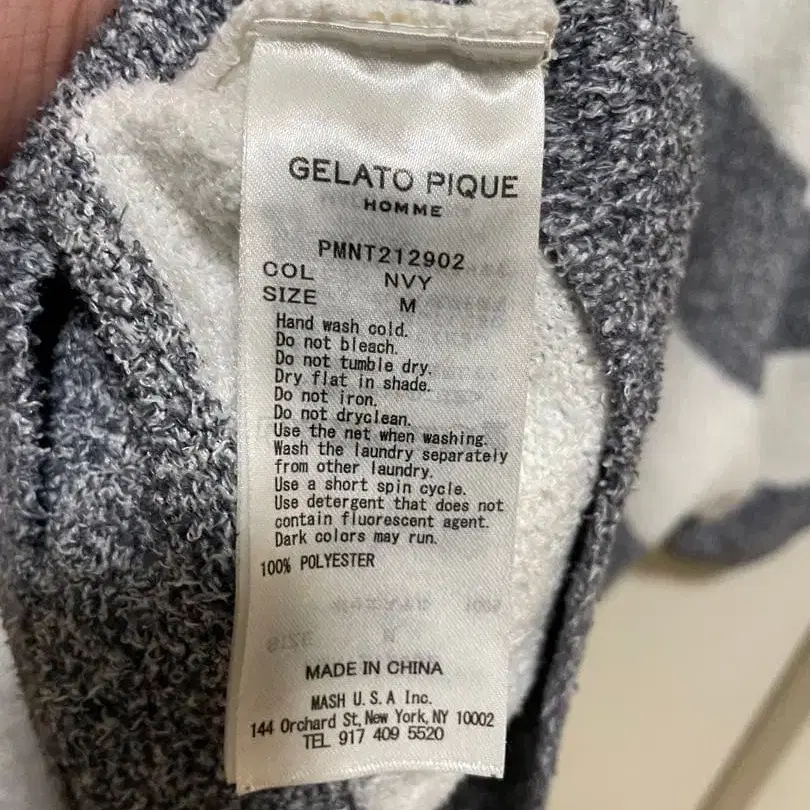 GELATO PIQUE
HOMME
PMNT212902
COL NVY
SIZE M
Hand wash cold.
Do not bleach.
Do not tumble dry.
Dry flat in shade.
Do not iron.
Do not dryclean.
Use the net when washing.
Wash the laundry separately
from other laundry.
Use a short spin cycle.
Use detergent that does not
contain fluorescent agent.
Dark colors may run.
100% POLYESTER
MADE IN CHINA
MASH U.S.A Inc.
144 Orchard St, New York, NY 10002
TEL 917 409 5520